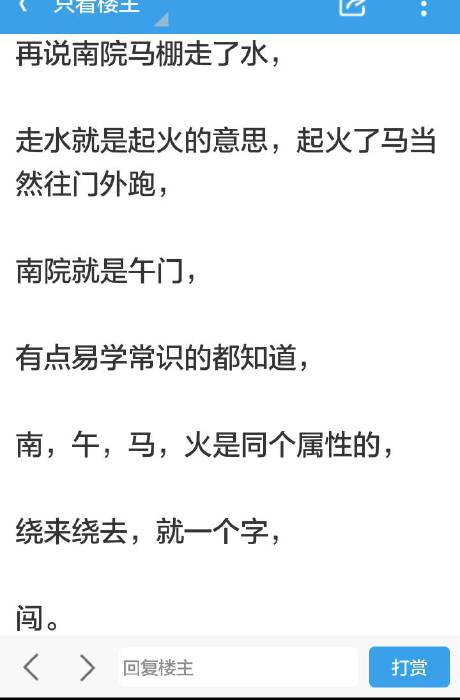 只看楼主
再说南院马棚走了水，
走水就是起火的意思，起火了马当
然往门外跑，
南院就是午门，
有点易学常识的都知道，
南，午，马，火是同个属性的，
绕来绕去，就一个字，
闯。
回复楼主
打赏